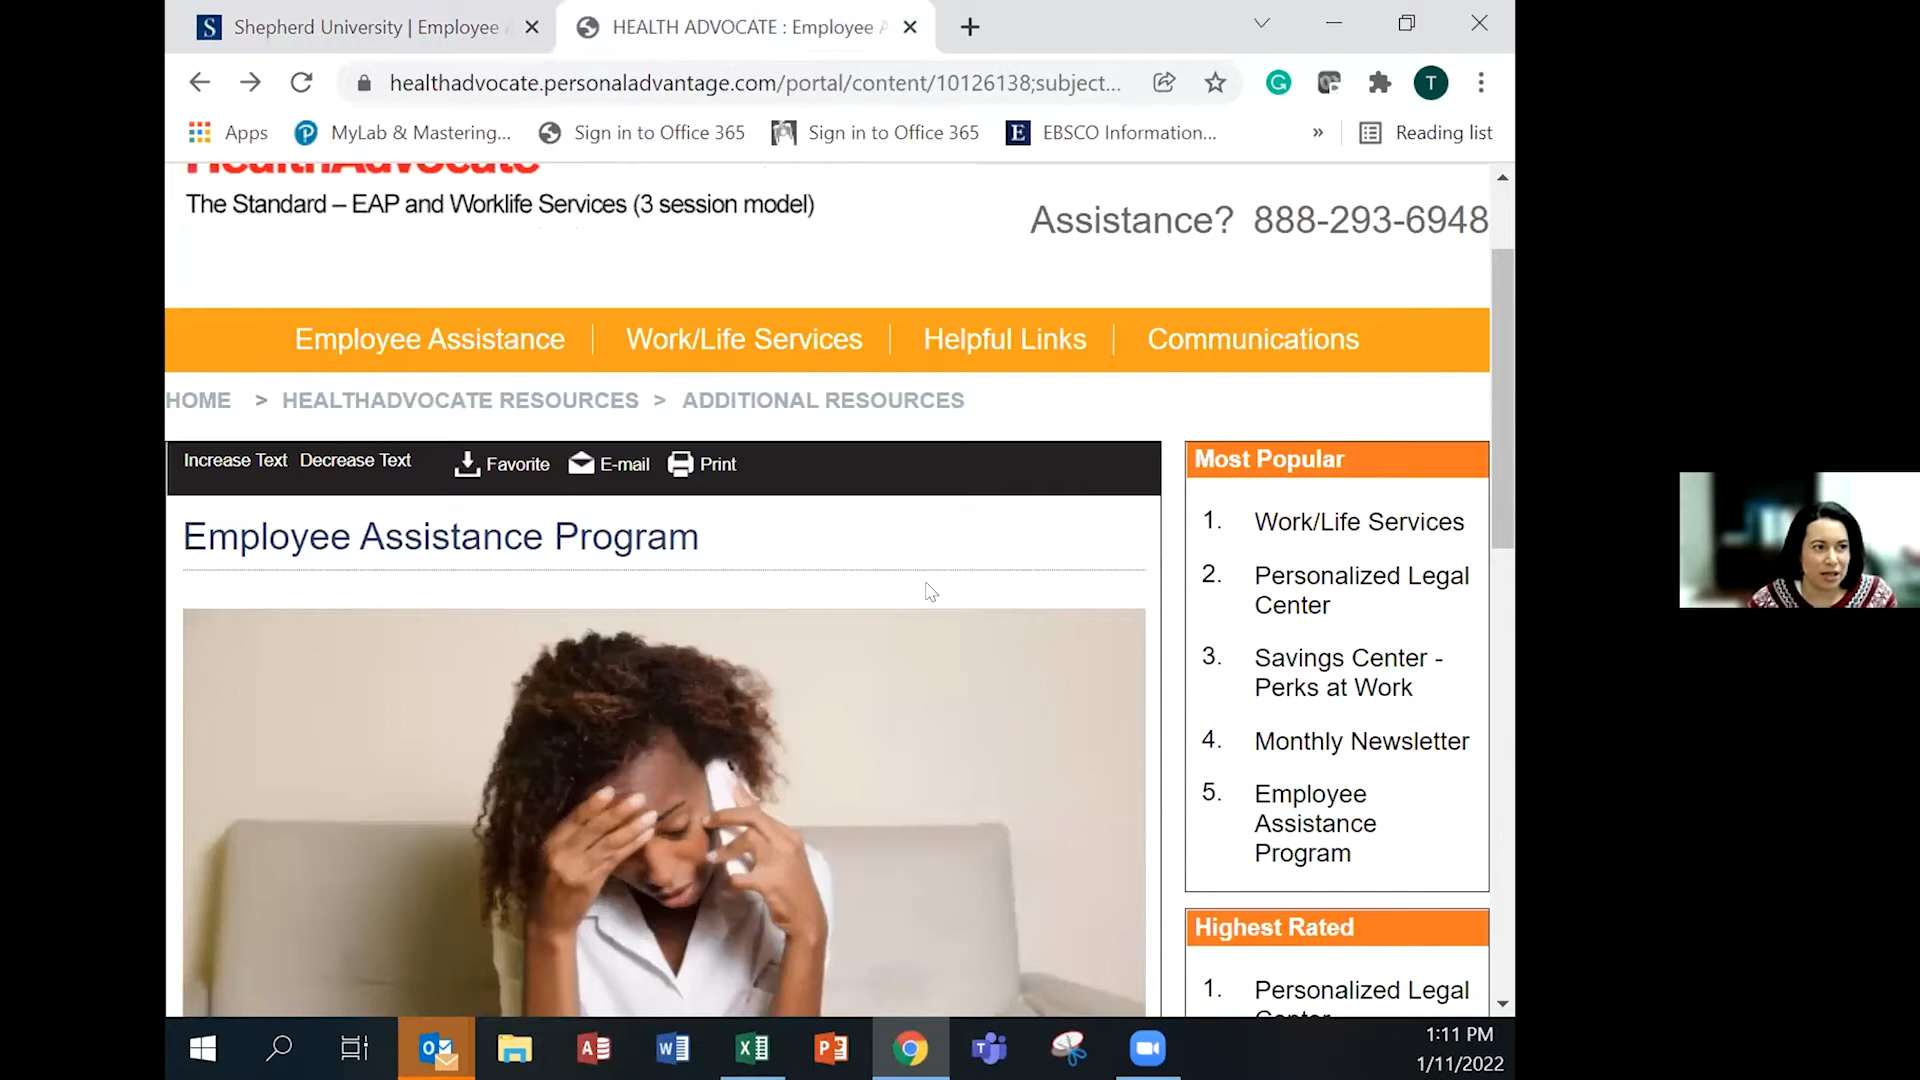 Shepherd University | Employee A
HEALTH ADVOCATE : Employee A
healthadvocate.personaladvantage.com/portal/content/10126138;subject...
T
Apps
MyLab & Mastering...
Sign in to Office 365
Sign in to Office 365
EBSCO Information...
»
Reading list
HealthAdvocate
The Standard – EAP and Worklife Services (3 session model)
Assistance? 888-293-6948
Employee Assistance
Work/Life Services
Helpful Links
Communications
HOME > HEALTHADVOCATE RESOURCES > ADDITIONAL RESOURCES
Increase Text Decrease Text Favorite E-mail Print
Employee Assistance Program
Most Popular
1. Work/Life Services
2. Personalized Legal
Center
3. Savings Center -
Perks at Work
4. Monthly Newsletter
5. Employee
Assistance
Program
Highest Rated
1. Personalized Legal
Center
1:11 PM
1/11/2022